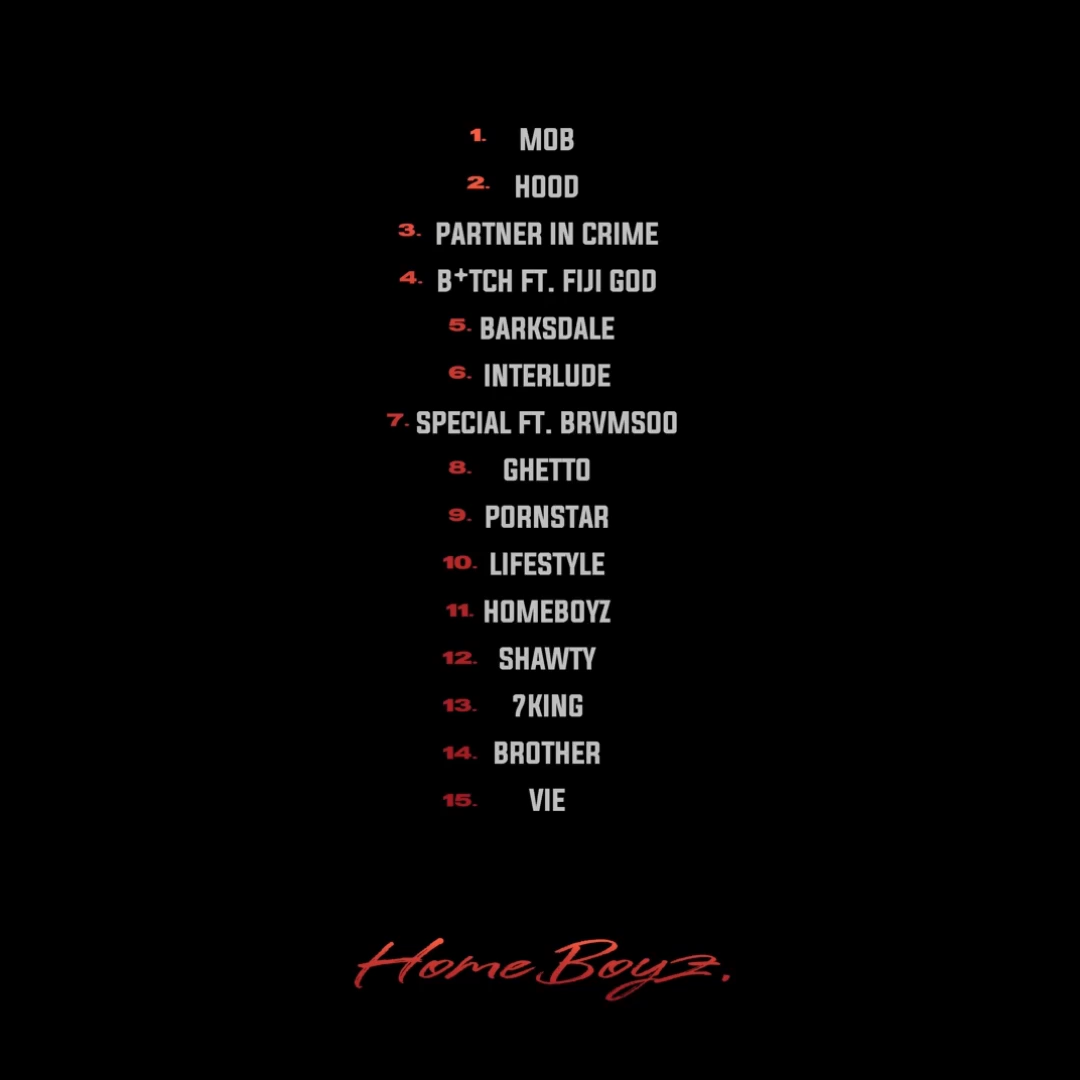 1. MOB
2. HOOD
3. PARTNER IN CRIME
4. B+TCH FT. FIJI GOD
5. BARKSDALE
6. INTERLUDE
7. SPECIAL FT. BRVMSOO
8. GHETTO
9. PORNSTAR
10. LIFESTYLE
11. HOMEBOYZ
12. SHAWTY
13. 7KING
14. BROTHER
15. VIE
Home Boyz.